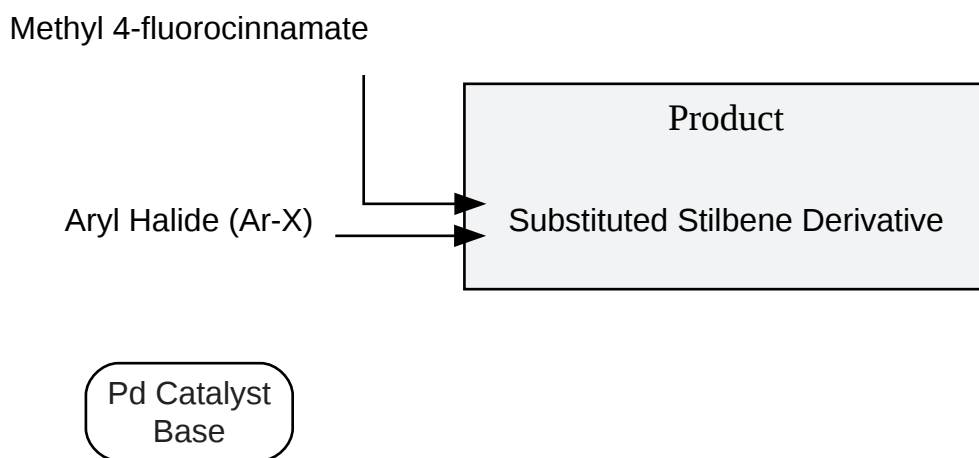 Methyl 4-fluorocinnamate
Product
Aryl Halide (Ar-X)
Substituted Stilbene Derivative
Pd Catalyst
Base